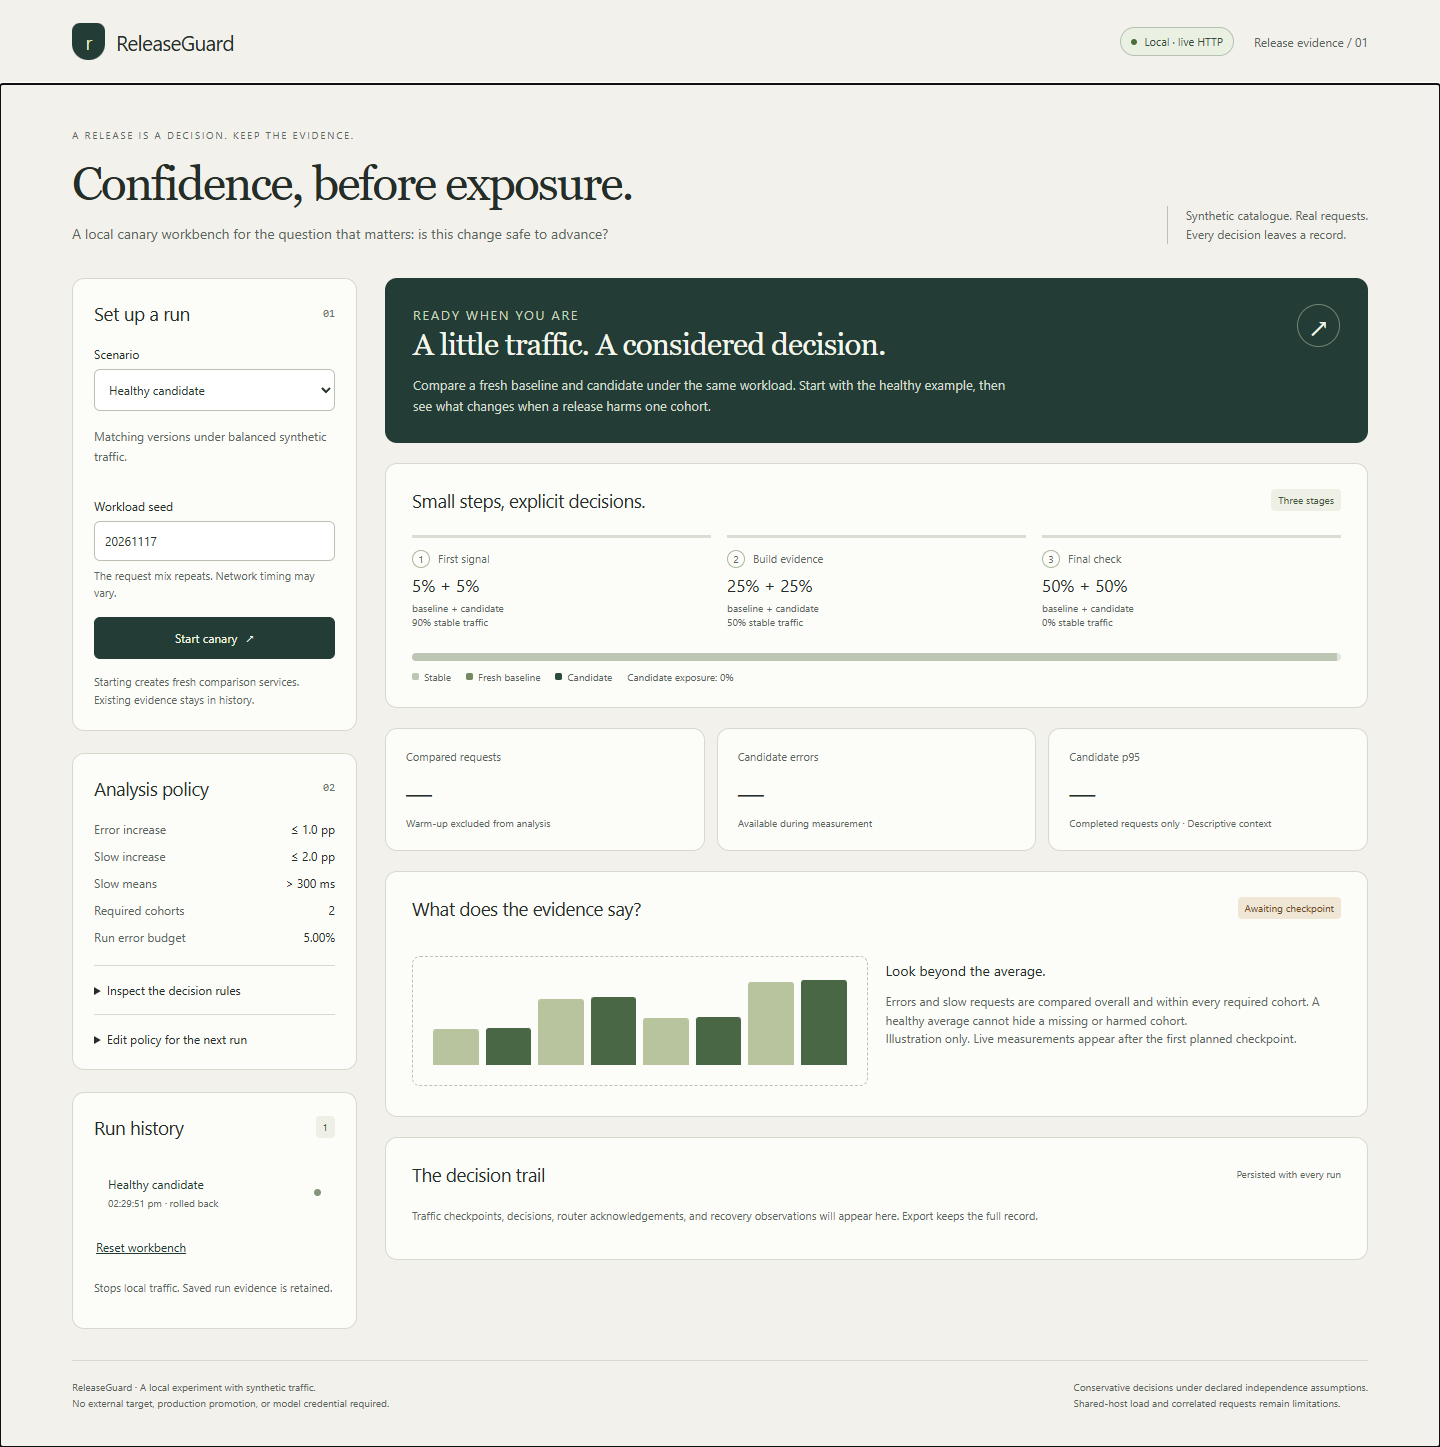 r
ReleaseGuard
Local · live HTTP
Release evidence / 01
A RELEASE IS A DECISION. KEEP THE EVIDENCE.
Confidence, before exposure.
A local canary workbench for the question that matters: is this change safe to advance?
Synthetic catalogue. Real requests.
Every decision leaves a record.
Set up a run
01
Scenario
Healthy candidate
Matching versions under balanced synthetic
traffic.
Workload seed
20261117
The request mix repeats. Network timing may
vary.
Start canary ↗
Starting creates fresh comparison services.
Existing evidence stays in history.
Analysis policy
02
Error increase ≤ 1.0 pp
Slow increase ≤ 2.0 pp
Slow means > 300 ms
Required cohorts 2
Run error budget 5.00%
Inspect the decision rules
Edit policy for the next run
Run history
1
Healthy candidate
02:29:51 pm · rolled back
Reset workbench
Stops local traffic. Saved run evidence is retained.
READY WHEN YOU ARE
A little traffic. A considered decision.
↗
Compare a fresh baseline and candidate under the same workload. Start with the healthy example, then
see what changes when a release harms one cohort.
Small steps, explicit decisions.
Three stages
1 First signal
5% + 5%
baseline + candidate
90% stable traffic
2 Build evidence
25% + 25%
baseline + candidate
50% stable traffic
3 Final check
50% + 50%
baseline + candidate
0% stable traffic
Stable Fresh baseline Candidate Candidate exposure: 0%
Compared requests
—
Warm-up excluded from analysis
Candidate errors
—
Available during measurement
Candidate p95
—
Completed requests only · Descriptive context
What does the evidence say?
Awaiting checkpoint
Look beyond the average.
Errors and slow requests are compared overall and within every required cohort. A
healthy average cannot hide a missing or harmed cohort.
Illustration only. Live measurements appear after the first planned checkpoint.
The decision trail
Persisted with every run
Traffic checkpoints, decisions, router acknowledgements, and recovery observations will appear here. Export keeps the full record.
ReleaseGuard · A local experiment with synthetic traffic.
No external target, production promotion, or model credential required.
Conservative decisions under declared independence assumptions.
Shared-host load and correlated requests remain limitations.